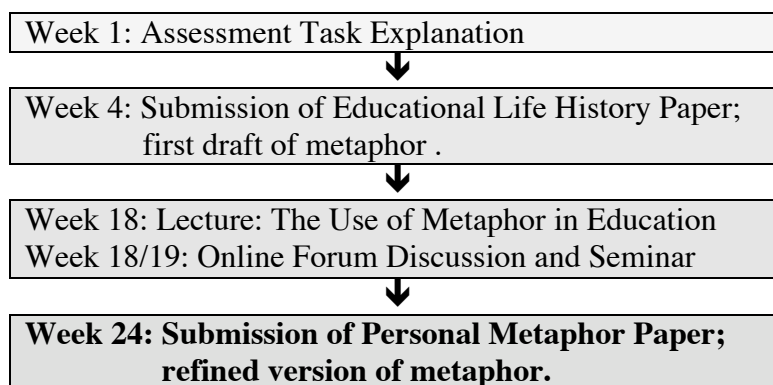 Week 1: Assessment Task Explanation
Week 4: Submission of Educational Life History Paper;
first draft of metaphor .
Week 18: Lecture: The Use of Metaphor in Education
Week 18/19: Online Forum Discussion and Seminar
Week 24: Submission of Personal Metaphor Paper;
refined version of metaphor.